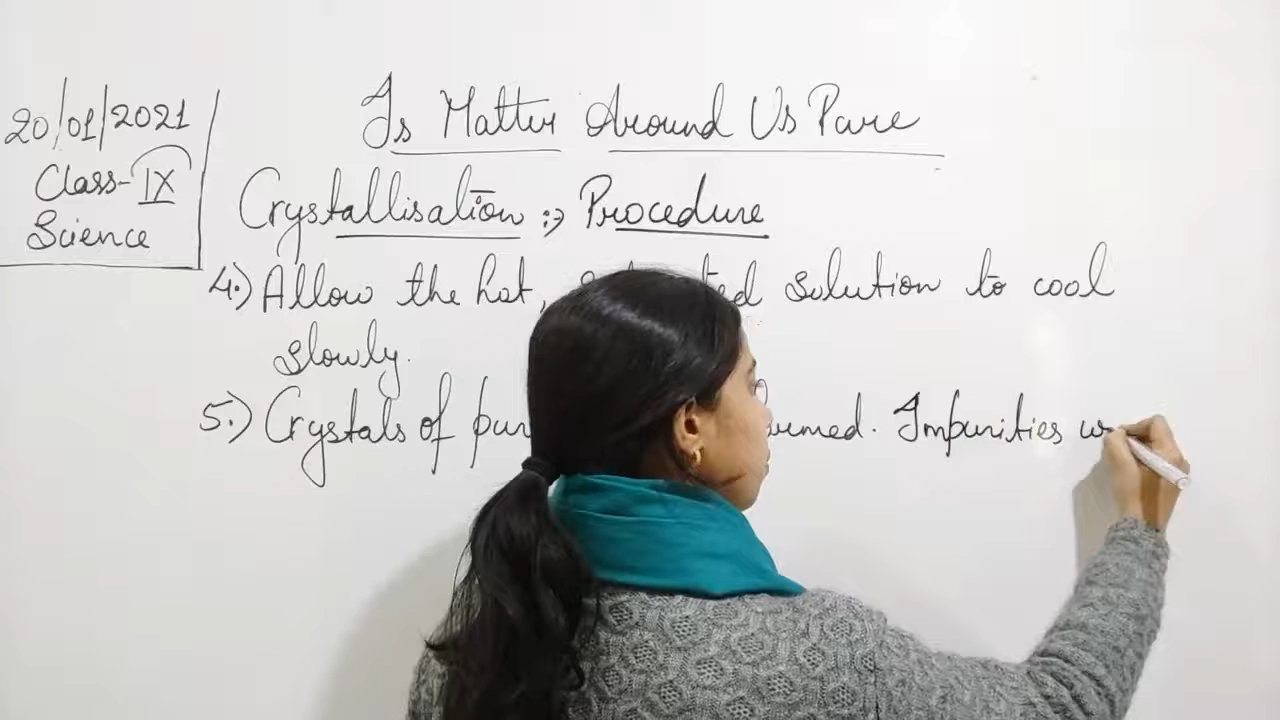 20/01/2021
Class-IX
Science
Is Matter Around Us Pure
Crystallisation :→ Procedure
4.) Allow the hot, solution to cool
slowly.
5.) Crystals of Impurities